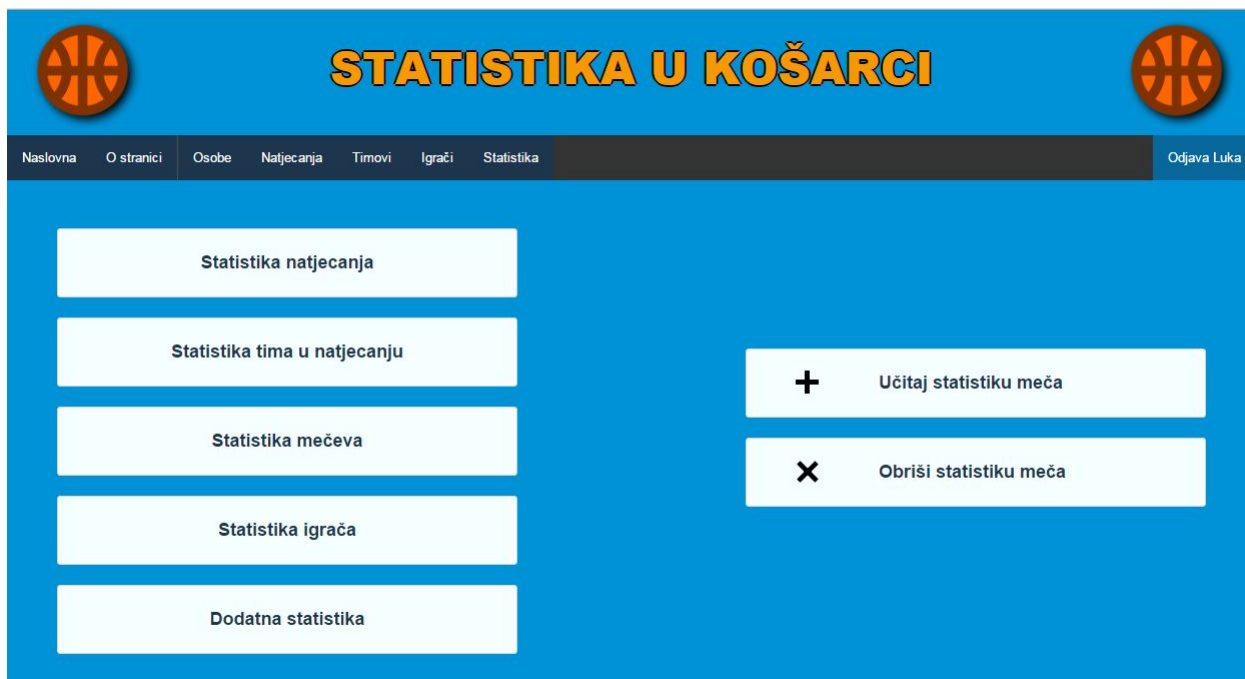 STATISTIKA U KOŠARCI
Naslovna O stranici Osobe Natjecanja Timovi Igrači Statistika Odjava Luka
Statistika natjecanja
Statistika tima u natjecanju
Statistika mečeva
Statistika igrača
Dodatna statistika
+ Učitaj statistiku meča
× Obriši statistiku meča